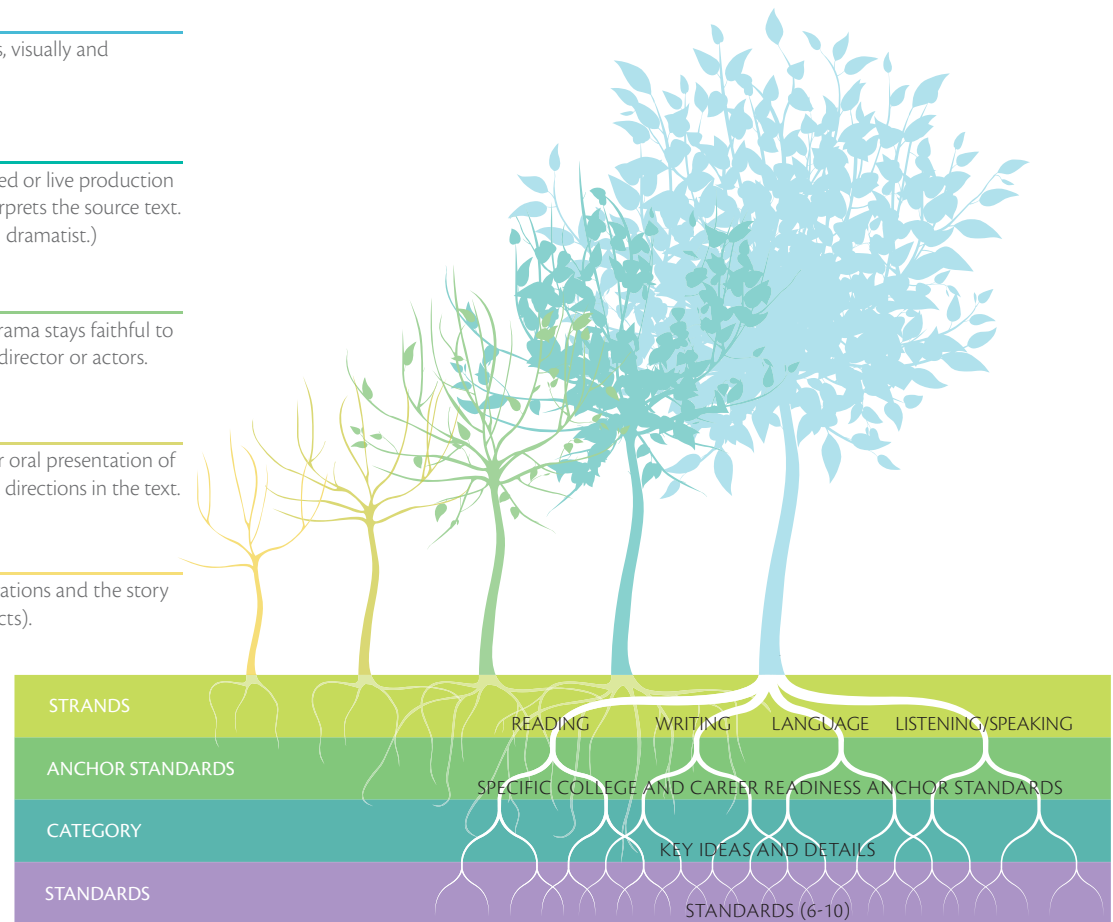 s, visually and
ed or live production
rprets the source text.
dramatist.)
rama stays faithful to
director or actors.
r oral presentation of
directions in the text.
ations and the story
cts).
STRANDS
READING WRITING LANGUAGE LISTENING/SPEAKING
ANCHOR STANDARDS
SPECIFIC COLLEGE AND CAREER READINESS ANCHOR STANDARDS
CATEGORY
KEY IDEAS AND DETAILS
STANDARDS
STANDARDS (6-10)